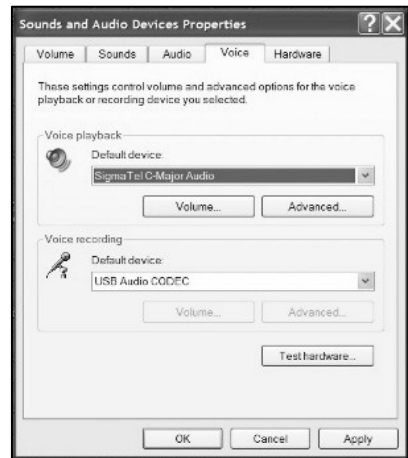 Sounds and Audio Devices Properties
Volume Sounds Audio Voice Hardware
These settings control volume and advanced options for the voice
playback or recording device you selected.
Voice playback
Default device:
SigmaTel C-Major Audio
Volume... Advanced...
Voice recording
Default device:
USB Audio CODEC
Volume... Advanced...
Test hardware...
OK Cancel Apply